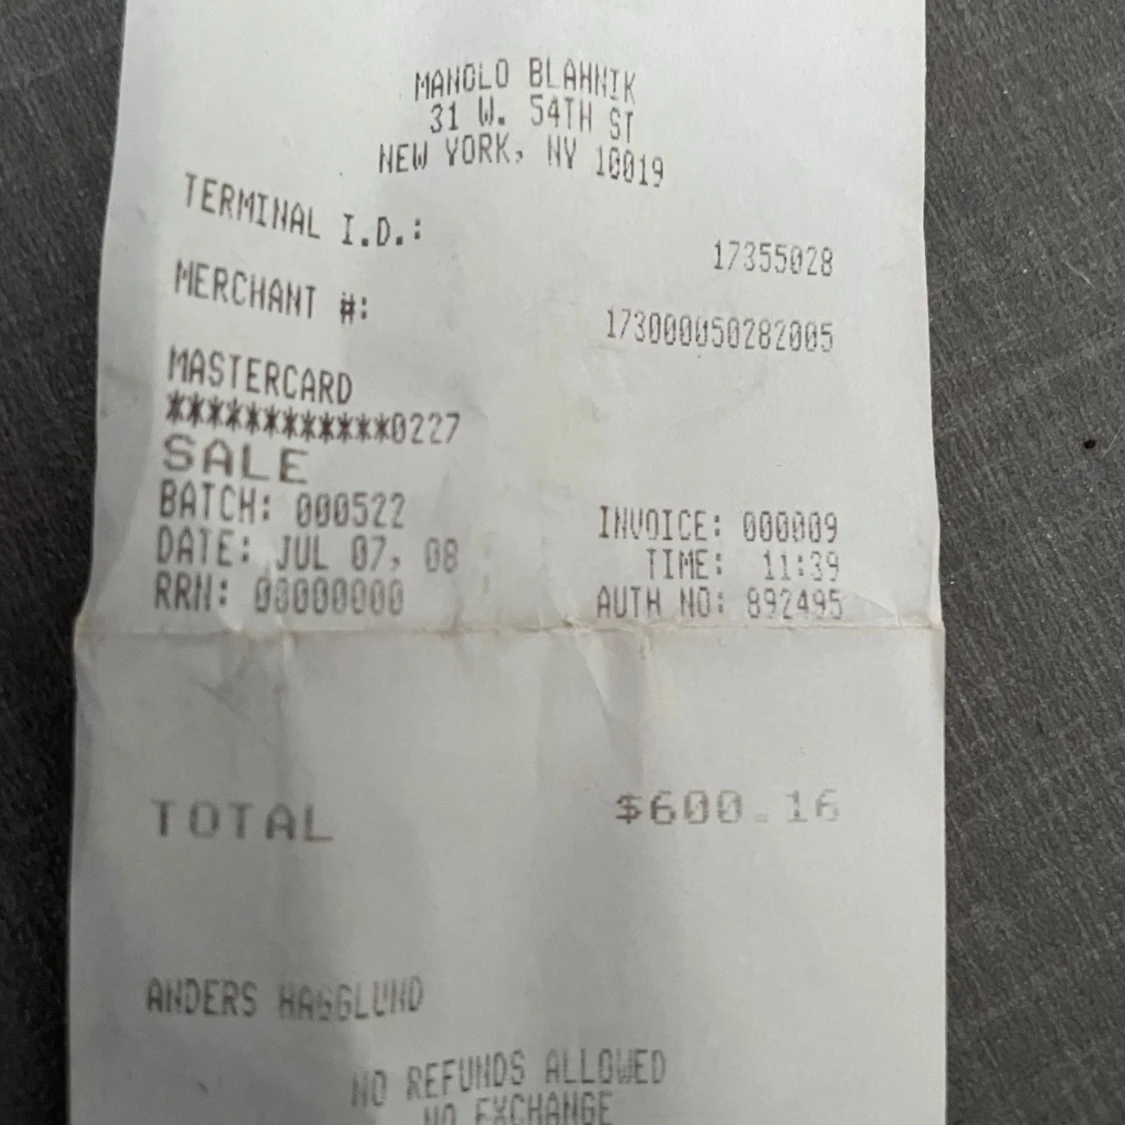 MANOLO BLAHNIK
31 W. 54TH ST
NEW YORK, NY 10019
TERMINAL I.D.: 17355028
MERCHANT #: 173000050282005
MASTERCARD
************0227
SALE
BATCH: 000522 INVOICE: 000009
DATE: JUL 07, 08 TIME: 11:39
RRN: 00000000 AUTH NO: 892495
TOTAL $600.16
ANDERS HAGGLUND
NO REFUNDS ALLOWED
NO EXCHANGE